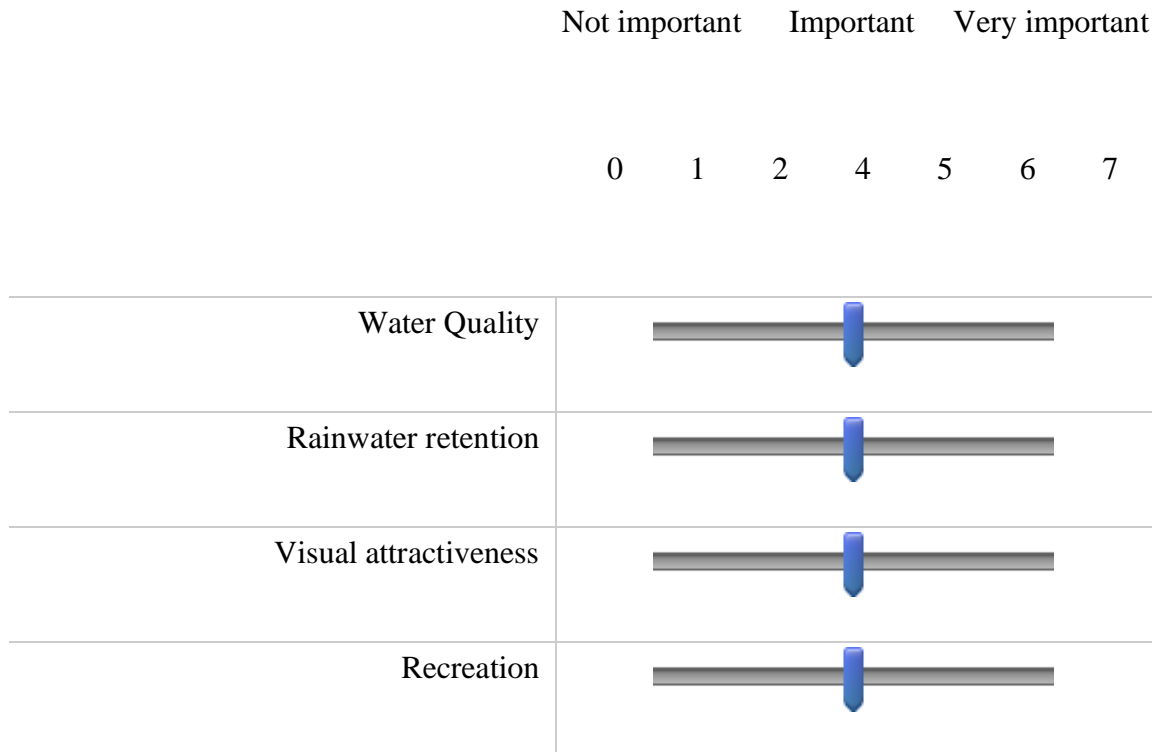 Not important Important Very important
0 1 2 4 5 6 7
Water Quality
Rainwater retention
Visual attractiveness
Recreation